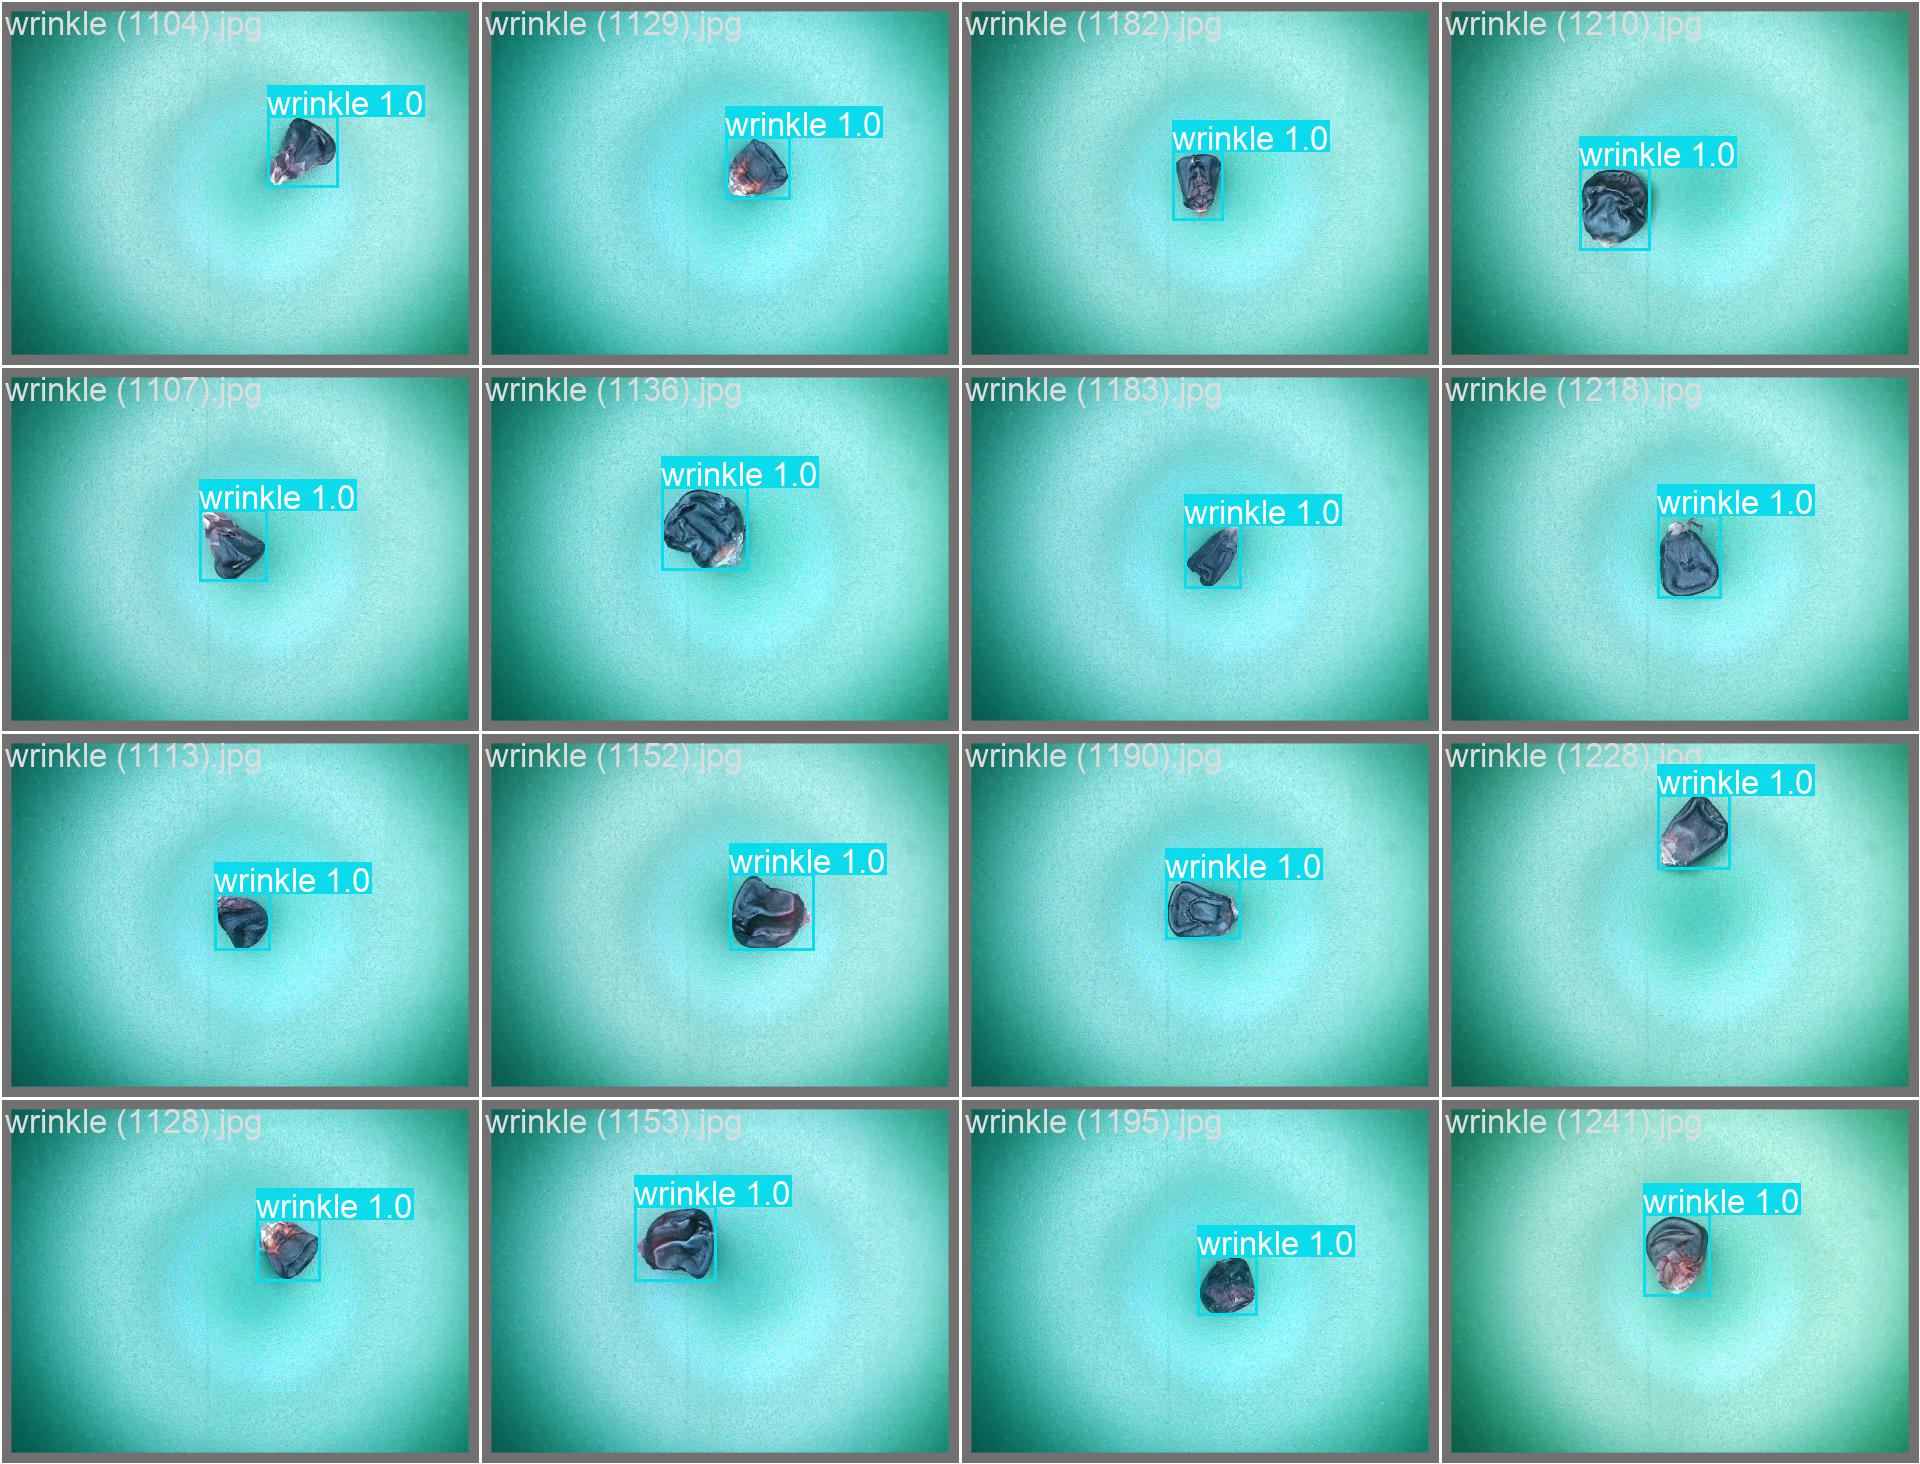 wrinkle (1104).jpg
wrinkle 1.0
wrinkle (1129).jpg
wrinkle 1.0
wrinkle (1182).jpg
wrinkle 1.0
wrinkle (1210).jpg
wrinkle 1.0
wrinkle (1107).jpg
wrinkle 1.0
wrinkle (1136).jpg
wrinkle 1.0
wrinkle (1183).jpg
wrinkle 1.0
wrinkle (1218).jpg
wrinkle 1.0
wrinkle (1113).jpg
wrinkle 1.0
wrinkle (1152).jpg
wrinkle 1.0
wrinkle (1190).jpg
wrinkle 1.0
wrinkle (1228).jpg
wrinkle 1.0
wrinkle (1128).jpg
wrinkle 1.0
wrinkle (1153).jpg
wrinkle 1.0
wrinkle (1195).jpg
wrinkle 1.0
wrinkle (1241).jpg
wrinkle 1.0